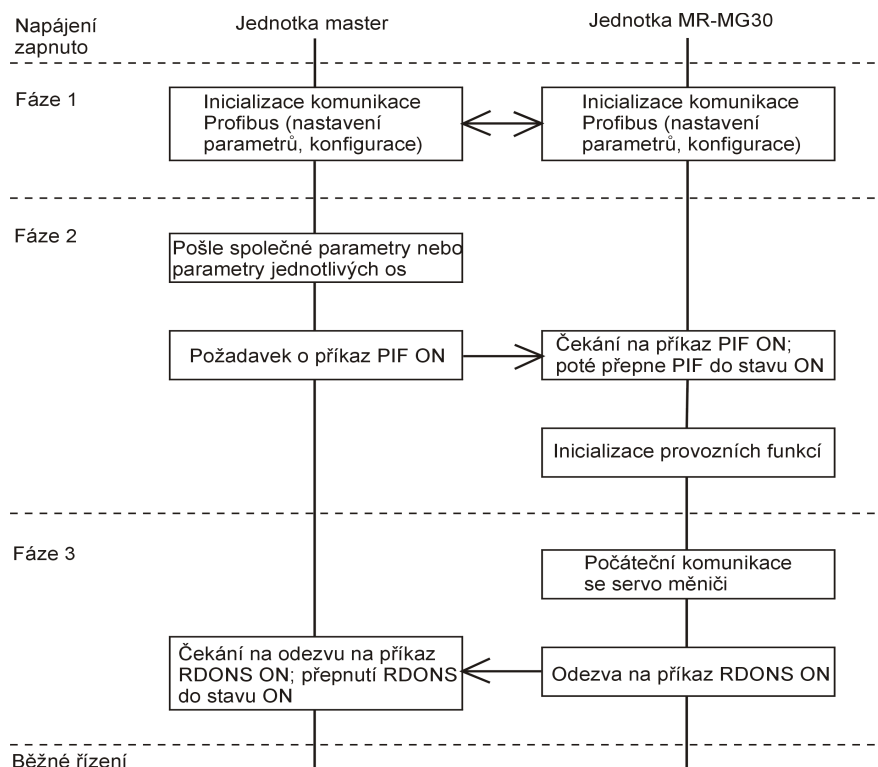 Napájení
zapnuto
Jednotka master
Jednotka MR-MG30
Fáze 1
Inicializace komunikace
Profibus (nastavení
parametrů, konfigurace)
Inicializace komunikace
Profibus (nastavení
parametrů, konfigurace)
Fáze 2
Pošle společné parametry nebo
parametry jednotlivých os
Požadavek o příkaz PIF ON
Čekání na příkaz PIF ON;
poté přepne PIF do stavu ON
Inicializace provozních funkcí
Fáze 3
Počáteční komunikace
se servo měniči
Čekání na odezvu na příkaz
RDONS ON; přepnutí RDONS
do stavu ON
Odezva na příkaz RDONS ON
Běžné řízení